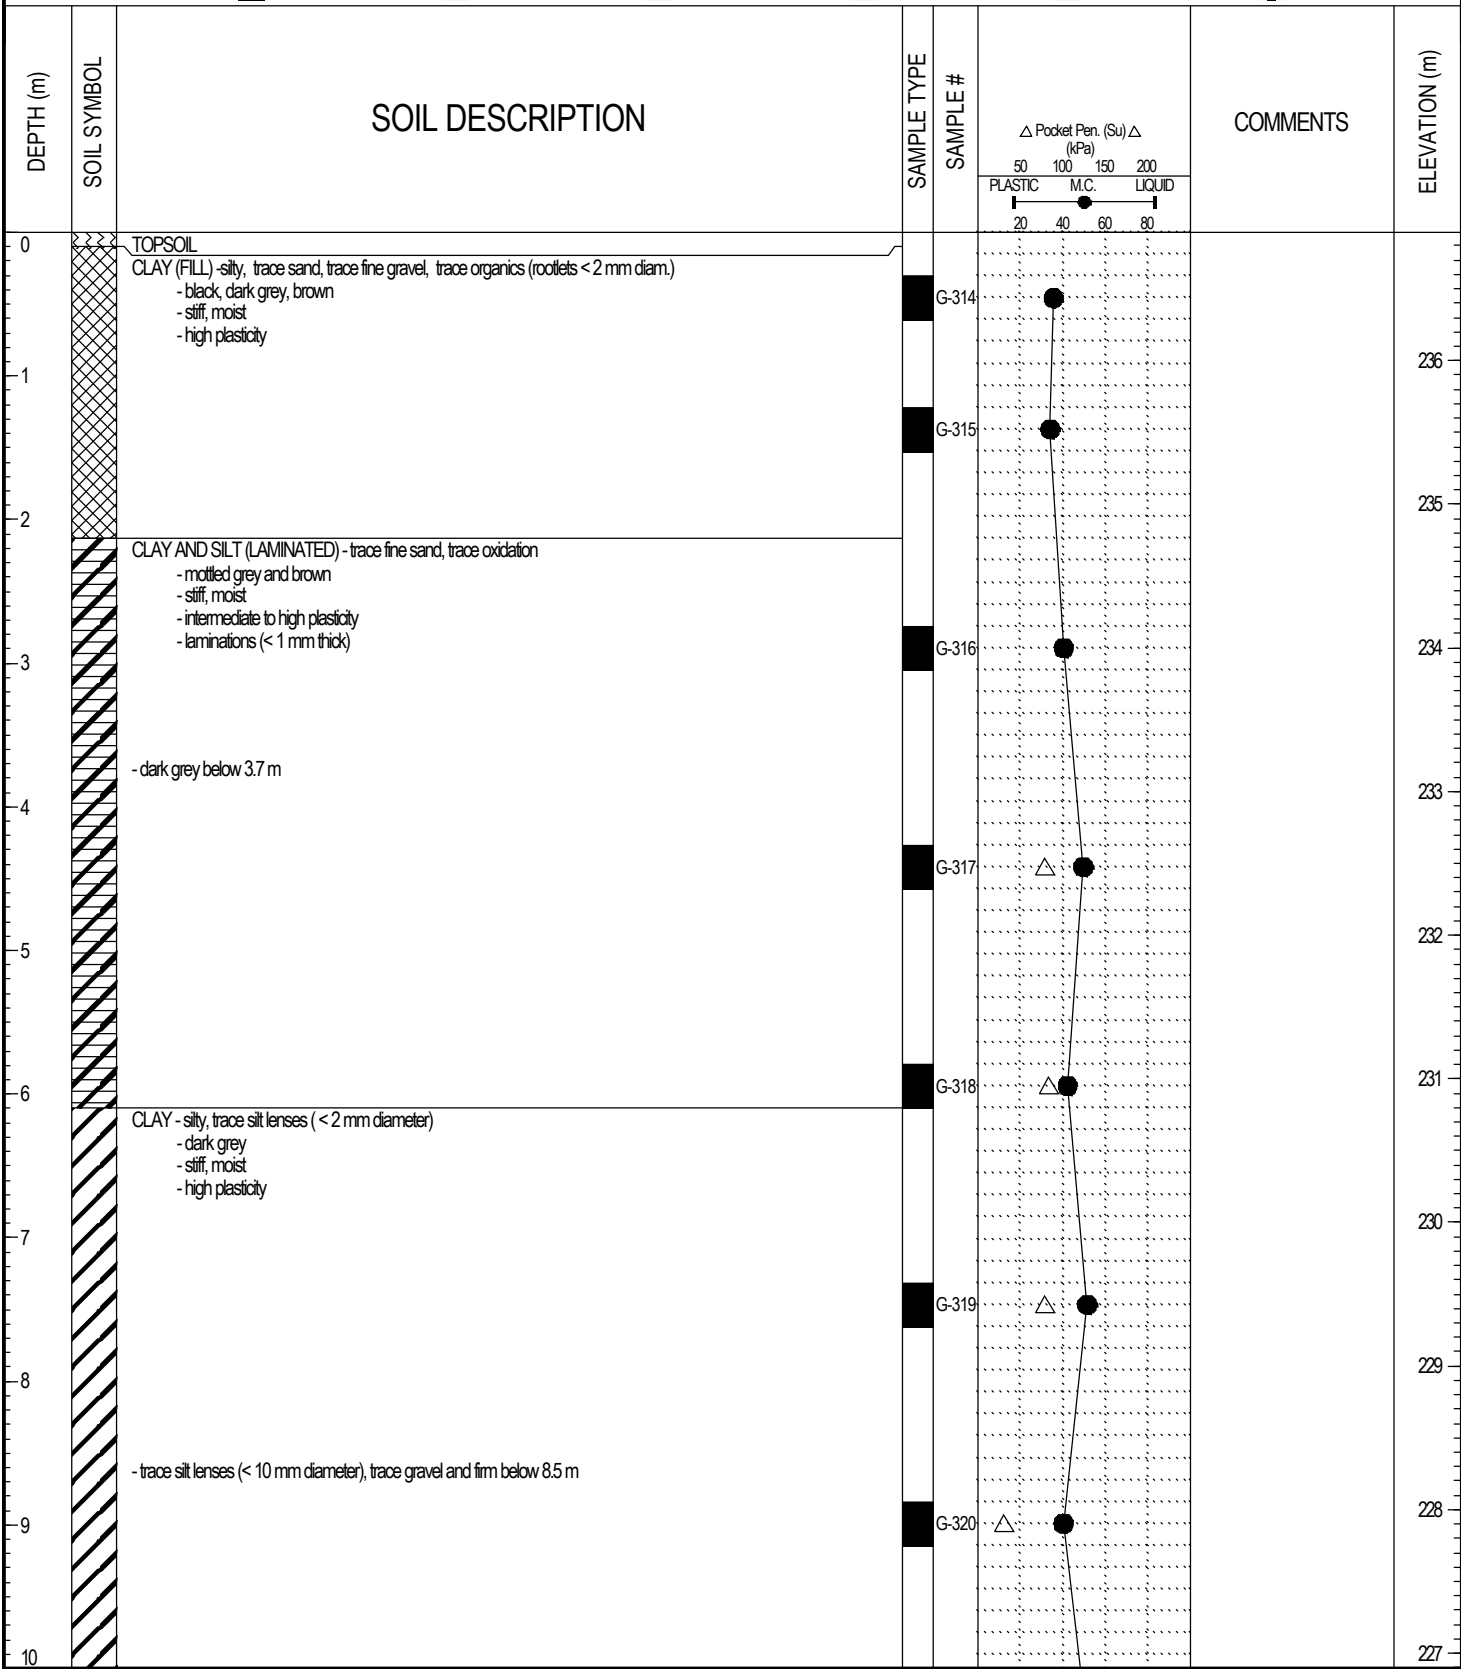 DEPTH (m)
SOIL SYMBOL
SOIL DESCRIPTION
SAMPLE TYPE
SAMPLE #
△ Pocket Pen. (Su) △
(kPa)
50 100 150 200
PLASTIC M.C. LIQUID
20 40 60 80
COMMENTS
ELEVATION (m)
0
TOPSOIL
CLAY (FILL) -silty, trace sand, trace fine gravel, trace organics (rootlets < 2 mm diam.)
- black, dark grey, brown
G-314
- stiff, moist
- high plasticity
236
1
G-315
235
2
CLAY AND SILT (LAMINATED) - trace fine sand, trace oxidation
- mottled grey and brown
- stiff, moist
- intermediate to high plasticity
- laminations (< 1 mm thick)
G-316
234
3
- dark grey below 3.7 m
233
4
G-317
232
5
231
G-318
6
CLAY - silty, trace silt lenses ( < 2 mm diameter)
- dark grey
- stiff, moist
- high plasticity
230
7
G-319
229
8
- trace silt lenses (< 10 mm diameter), trace gravel and firm below 8.5 m
228
G-320
9
227
10